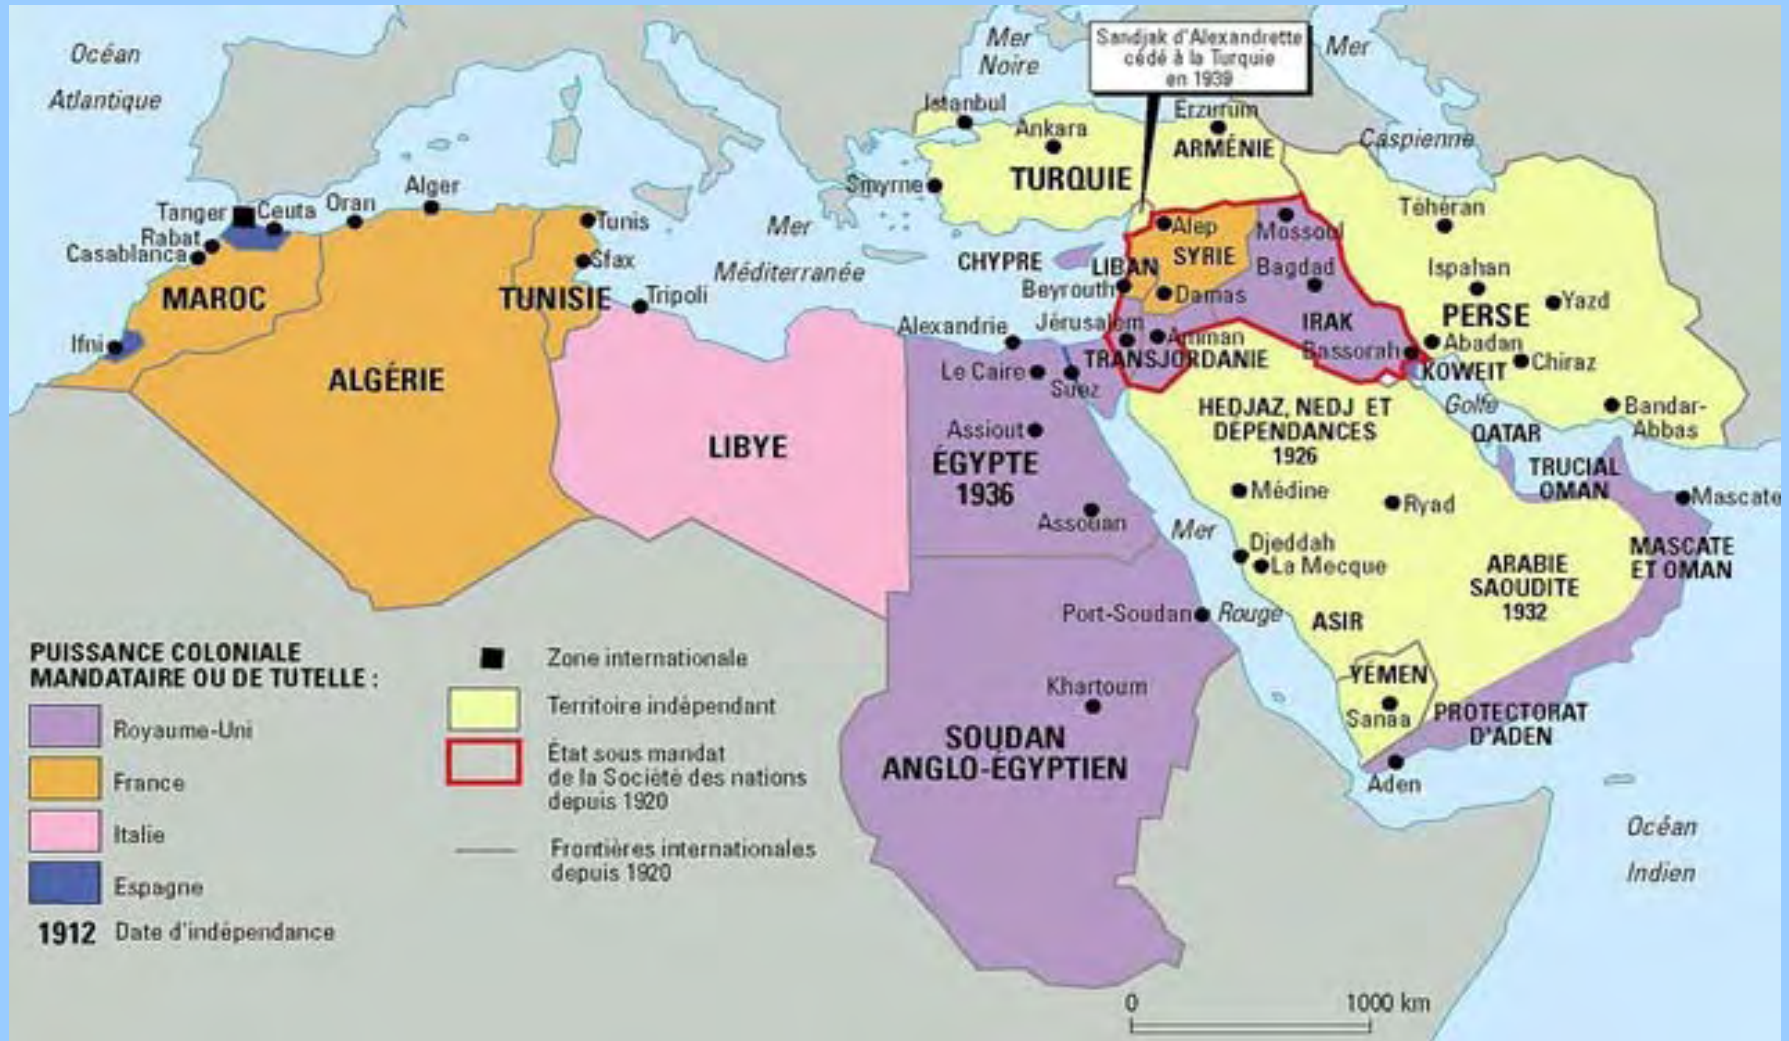 Océan
Atlantique
Mer
Noire
Sandjak d'Alexandrette
cédé à la Turquie
en 1939
Mer
Caspienne
Istanbul
Ankara
Erzurum
ARMÉNIE
TURQUIE
Smyrne
Téhéran
Tanger
Ceuta
Oran
Alger
Tunis
Rabat
Casablanca
Sfax
Mer
Méditerranée
CHYPRE
Alep
SYRIE
Mossoul
LIBAN
Bagdad
Beyrouth
Damas
Ispahan
Yazd
PERSE
MAROC
TUNISIE
Tripoli
Ifni
Alexandrie
Jérusalem
Amman
TRANSJORDANIE
IRAK
Bassorah
Abadan
KOWEIT
Chiraz
Le Caire
Suez
ALGÉRIE
LIBYE
HEDJAZ, NEDJ ET
DÉPENDANCES
1926
Golfe
Bandar-
Abbas
QATAR
Assiout
ÉGYPTE
1936
TRUCIAL
OMAN
Médine
Ryad
Mascate
Assouan
Mer
Rouge
Djeddah
La Mecque
MASCATE
ET OMAN
ARABIE
SAOUDITE
1932
Port-Soudan
ASIR
YÉMEN
Sanaa
PROTECTORAT
D'ADEN
Aden
Khartoum
SOUDAN
ANGLO-ÉGYPTIEN
Océan
Indien
PUISSANCE COLONIALE
MANDATAIRE OU DE TUTELLE :
Royaume-Uni
France
Italie
Espagne
1912 Date d'indépendance
Zone internationale
Territoire indépendant
État sous mandat
de la Société des nations
depuis 1920
Frontières internationales
depuis 1920
0 1000 km